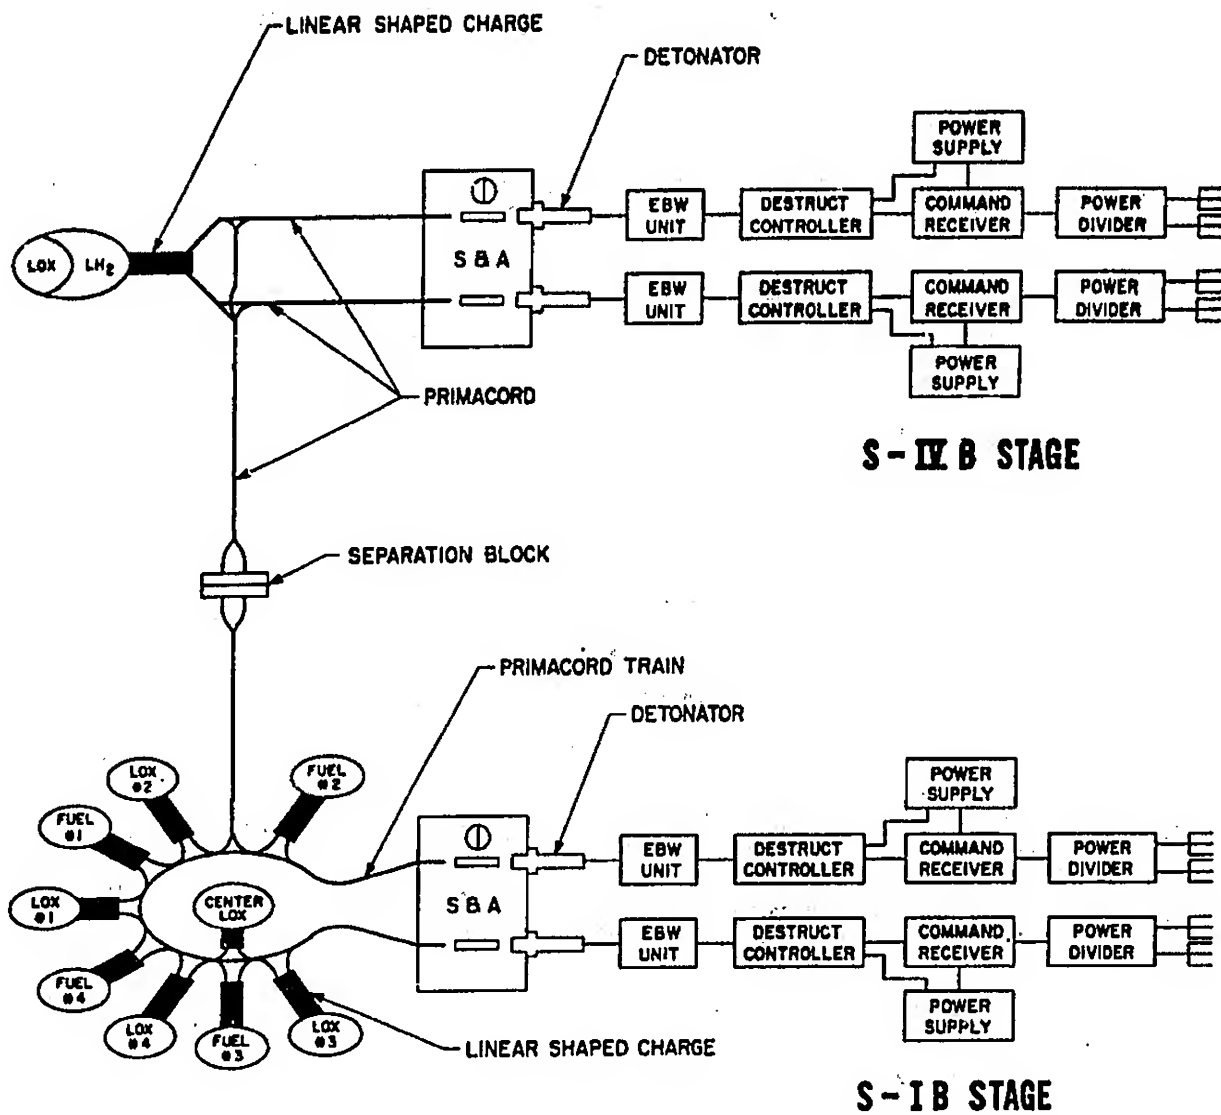 LINEAR SHAPED CHARGE
DETONATOR
POWER
SUPPLY
EBW
UNIT
DESTRUCT
CONTROLLER
COMMAND
RECEIVER
POWER
DIVIDER
LOX
LH2
S & A
EBW
UNIT
DESTRUCT
CONTROLLER
COMMAND
RECEIVER
POWER
DIVIDER
POWER
SUPPLY
PRIMACORD
S-IV B STAGE
SEPARATION BLOCK
PRIMACORD TRAIN
DETONATOR
LOX
#2
FUEL
#2
POWER
SUPPLY
FUEL
#1
EBW
UNIT
DESTRUCT
CONTROLLER
COMMAND
RECEIVER
POWER
DIVIDER
LOX
#1
CENTER
LOX
S & A
EBW
UNIT
DESTRUCT
CONTROLLER
COMMAND
RECEIVER
POWER
DIVIDER
FUEL
#4
LOX
#4
FUEL
#3
LOX
#3
POWER
SUPPLY
LINEAR SHAPED CHARGE
S-I B STAGE